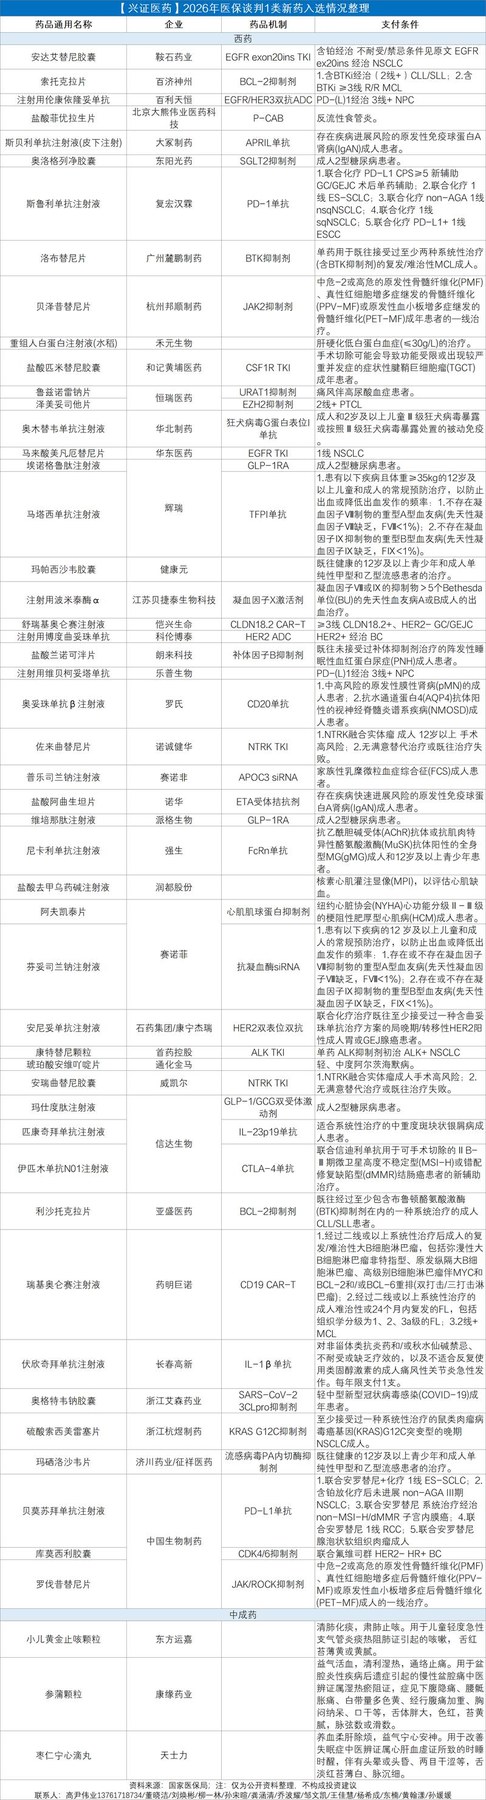 【兴证医药】2026年医保谈判1类新药入选情况整理
药品通用名称 企业 药品机制 支付条件
西药
安达艾替尼胶囊 鞍石药业 EGFR exon20ins TKI 含铂经治 不耐受/禁忌条件见原文 EGFR
ex20ins 经治 NSCLC
索托克拉片 百济神州 BCL-2抑制剂 1.含BTKi经治（2线+）CLL/SLL；2.含
BTKi ≥3线 R/R MCL
注射用伦康依隆妥单抗 百利天恒 EGFR/HER3双抗ADC PD-(L)1经治 3线+ NPC
盐酸菲优拉生片 北京大熊伟业医药科
技 P-CAB 反流性食管炎。
斯贝利单抗注射液(皮下注射) 大冢制药 APRIL单抗 存在疾病进展风险的原发性免疫球蛋白A
肾病(IgAN)成人患者。
奥洛格列净胶囊 东阳光药 SGLT2抑制剂 成人2型糖尿病患者。
斯鲁利单抗注射液 复宏汉霖 PD-1单抗 1.联合化疗 PD-L1 CPS≥5 新辅助
GC/GEJC 术后单药辅助；2.联合化疗 1
线 ES-SCLC；3.联合化疗 non-AGA 1线
nsqNSCLC；4.联合化疗 1线
sqNSCLC；5.联合化疗 PD-L1+ 1线
ESCC
洛布替尼片 广州麓鹏制药 BTK抑制剂 单药用于既往接受过至少两种系统性治疗
(含BTK抑制剂)的复发/难治性MCL成人。
贝泽昔替尼片 杭州邦顺制药 JAK2抑制剂 中危-2或高危的原发性骨髓纤维化(PMF)
、真性红细胞增多症继发的骨髓纤维化
(PPV-MF)或原发性血小板增多症继发的
骨髓纤维化(PET-MF)成年患者的一线治
疗。
重组人白蛋白注射液(水稻) 禾元生物 肝硬化低白蛋白血症(≤30g/L)的治疗。
盐酸匹米替尼胶囊 和记黄埔医药 CSF1R TKI 手术切除可能会导致功能受限或出现较严
重并发症的症状性腱鞘巨细胞瘤(TGCT)
成年患者。
鲁兹诺雷钠片 恒瑞医药 URAT1抑制剂 痛风伴高尿酸血症患者。
泽美妥司他片 EZH2抑制剂 2线+ PTCL
奥木替韦单抗注射液 华北制药 狂犬病毒G蛋白表位I
单抗 成人和2岁及以上儿童Ⅲ级狂犬病毒暴露
或按照Ⅲ级狂犬病毒暴露处置的被动免疫
。
马来酸美凡厄替尼片 华东医药 EGFR TKI 1线 NSCLC
埃诺格鲁肽注射液 辉瑞 GLP-1RA 成人2型糖尿病患者。
马塔西单抗注射液 TFPI单抗 1.患有以下疾病且体重≥35kg的12岁及
以上儿童和成人的常规预防治疗，以防止
出血或降低出血发作的频率：1.不存在凝
血因子Ⅷ制物的重型A型血友病(先天性凝
血因子Ⅷ缺乏，FⅧ<1%)；2.不存在凝
血因子IX抑制物的重型B型血友病(先天性
凝血因子IX缺乏，FIX<1%)。
玛帕西沙韦胶囊 健康元 既往健康的12岁及以上青少年和成人单
纯性甲型和乙型流感患者的治疗。
注射用波米泰酶α 江苏贝捷泰生物科技 凝血因子X激活剂 凝血因子Ⅷ或IX的抑制物>5个Bethesda
单位(BU)的先天性血友病A或B成人的出
血治疗。
舒瑞基奥仑赛注射液 恺兴生命 CLDN18.2 CAR-T ≥3线 CLDN18.2+、HER2- GC/GEJC
注射用博度曲妥珠单抗 科伦博泰 HER2 ADC HER2+ 经治 BC
盐酸兰诺可泮片 朗来科技 补体因子B抑制剂 既往未接受过补体抑制剂治疗的阵发性睡
眠性血红蛋白尿症(PNH)成人患者。
注射用维贝柯妥塔单抗 乐普生物 PD-(L)1经治 3线+ NPC
奥妥珠单抗β注射液 罗氏 CD20单抗 1.中高风险的原发性膜性肾病(pMN)的成
人患者；2.抗水通道蛋白4(AQP4)抗体阳
性的视神经脊髓炎谱系疾病(NMOSD)成
人患者。
佐来曲替尼片 诺诚健华 NTRK TKI 1.NTRK融合实体瘤 成人 12岁以上 手术
高风险；2.无满意替代治疗或既往治疗失
败。
普乐司兰钠注射液 赛诺菲 APOC3 siRNA 家族性乳糜微粒血症综合征(FCS)成人患
者。
盐酸阿曲生坦片 诺华 ETA受体拮抗剂 存在疾病快速进展风险的原发性免疫球
蛋白A肾病(IgAN)成人患者。
维培那肽注射液 派格生物 GLP-1RA 成人2型糖尿病患者。
尼卡利单抗注射液 强生 FcRn单抗 抗乙酰胆碱受体(AChR)抗体或抗肌肉特
异性酪氨酸激酶(MuSK)抗体阳性的全身
型MG(gMG)成人和12岁及以上青少年患
者。
盐酸去甲乌药碱注射液 润都股份 核素心肌灌注显像(MPI)，以评估心肌缺
血。
阿夫凯泰片 赛诺菲 心肌肌球蛋白抑制剂 纽约心脏协会(NYHA)心功能分级Ⅱ-Ⅲ级
的梗阻性肥厚型心肌病(HCM)成人患者。
芬妥司兰钠注射液 抗凝血酶siRNA 1.患有以下疾病的12 岁及以上儿童和成
人的常规预防治疗，以防止出血或降低出
血发作的频率：1.存在或不存在凝血因子
Ⅷ抑制物的重型A型血友病(先天性凝血因
子Ⅷ缺乏，FⅧ<1%)；2.存在或不存在凝
血因子IX抑制物的重型B型血友病(先天性
凝血因子IX缺乏，FIX<1%)。
安尼妥单抗注射液 石药集团/康宁杰瑞 HER2双表位双抗 联合化疗治疗既往至少接受过一种含曲妥
珠单抗治疗方案的局晚期/转移性HER2阳
性成人胃或GEJ腺癌患者。
康特替尼颗粒 首药控股 ALK TKI 单药 ALK抑制剂初治 ALK+ NSCLC
琥珀酸安维吖啶片 通化金马 轻、中度阿尔茨海默病。
安瑞曲替尼胶囊 威凯尔 NTRK TKI 1.NTRK融合实体瘤成人手术高风险；2.
无满意替代治疗或既往治疗失败。
玛仕度肽注射液 信达生物 GLP-1/GCG双受体激
动剂 成人2型糖尿病患者。
匹康奇拜单抗注射液 IL-23p19单抗 适合系统性治疗的中重度斑块状银屑病成
人患者。
伊匹木单抗N01注射液 CTLA-4单抗 联合信迪利单抗用于可手术切除的ⅡB-
Ⅲ期微卫星高度不稳定型(MSI-H)或错配
修复缺陷型(dMMR)结肠癌患者的新辅助
治疗。
利沙托克拉片 亚盛医药 BCL-2抑制剂 既往经过至少包含布鲁顿酪氨酸激酶
(BTK)抑制剂在内的一种系统治疗的成人
CLL/SLL患者。
瑞基奥仑赛注射液 药明巨诺 CD19 CAR-T 1.经过二线或以上系统性治疗后成人的复
发/难治性大B细胞淋巴瘤，包括弥漫性大
B细胞淋巴瘤非特指型、原发纵隔大B细
胞淋巴瘤、高级别B细胞淋巴瘤伴MYC和
BCL-2和/或BCL-6重排(双打击/三打击淋
巴瘤)；2.经过二线或以上系统性治疗的
成人难治性或24个月内复发的FL，包括
组织学分级为1、2、3a级的FL；3.2线+
MCL
伏欣奇拜单抗注射液 长春高新 IL-1β单抗 对非甾体类抗炎药和/或秋水仙碱禁忌、
不耐受或缺乏疗效的，以及不适合反复使
用类固醇激素的成人痛风性关节炎急性发
作。每年限支付1支。
奥格特韦钠胶囊 浙江艾森药业 SARS-CoV-2
3CLpro抑制剂 轻中型新型冠状病毒感染(COVID-19)成
年患者。
硫酸索西美雷塞片 浙江杭煜制药 KRAS G12C抑制剂 至少接受过一种系统性治疗的鼠类肉瘤病
毒癌基因(KRAS)G12C突变型的晚期
NSCLC成人。
玛硒洛沙韦片 济川药业/征祥医药 流感病毒PA内切酶抑
制剂 既往健康的12岁及以上青少年和成人单
纯性甲型和乙型流感患者的治疗。
贝莫苏拜单抗注射液 中国生物制药 PD-L1单抗 1.联合安罗替尼+化疗 1线 ES-SCLC；2.
含铂放化疗后未进展 non-AGA III期
NSCLC；3.联合安罗替尼 系统治疗经治
non-MSI-H/dMMR 子宫内膜癌；4.联
合安罗替尼 1线 RCC；5.联合安罗替尼
腺泡状软组织肉瘤成人
库莫西利胶囊 CDK4/6抑制剂 联合氟维司群 HER2- HR+ BC
罗伐昔替尼片 JAK/ROCK抑制剂 中危-2或高危的原发性骨髓纤维化(PMF)
、真性红细胞增多症后骨髓纤维化(PPV-
MF)或原发性血小板增多症后骨髓纤维化
(PET-MF)成人的一线治疗。
中成药
小儿黄金止咳颗粒 东方运嘉 清肺化痰，肃肺止咳。用于儿童轻度急性
支气管炎痰热阻肺证引起的咳嗽， 舌红
苔薄黄或黄腻。
参蒲颗粒 康缘药业 益气活血，清利湿热，通络止痛。用于盆
腔炎性疾病后遗症引起的慢性盆腔痛中医
辨证属湿热瘀阻证，症见下腹隐痛、腰骶
胀痛、白带量多色黄、经行腹痛加重、胸
闷纳呆、口干等，舌体胖大，色红，苔黄
腻，脉弦数或滑数。
枣仁宁心滴丸 天士力 养血柔肝除烦，益气宁心安神。用于改善
失眠症中医辨证属心肝血虚证所致的时睡
时醒，伴有头晕或头昏、两目干涩等，舌
淡红苔薄白、脉沉细。
资料来源：国家医保局；注：仅为公开资料整理，不构成投资建议
联系人：高尹伟业13761718734/董晓洁/刘焕彬/柳一林/孙宋暄/龚涵清/乔波耀/邹文凯/王佳慧/杨希成/东楠/黄翰漾/孙媛媛